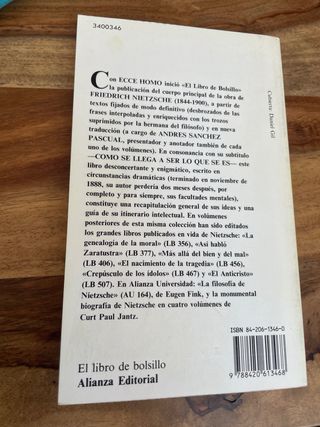 3400346
Cubierta Daniel Gil
Con ECCE HOMO inició «El Libro de Bolsillo»
la publicación del cuerpo principal de la obra de
FRIEDRICH NIETZSCHE (1844-1900), a partir de
textos fijados de modo definitivo (desbrozados de las
frases interpoladas y enriquecidos con los trozos
suprimidos por la hermana del filósofo) y en nueva
traducción (a cargo de ANDRES SANCHEZ
PASCUAL, presentador y anotador también de cada
uno de los volúmenes). En consonancia con su subtítulo
—COMO SE LLEGA A SER LO QUE SE ES— este
libro desconcertante y enigmático, escrito en
circunstancias dramáticas (terminado en noviembre de
1888, su autor perdería dos meses después, por
completo y para siempre, sus facultades mentales),
constituye una recapitulación general de sus ideas y una
guía de su itinerario intelectual. En volúmenes
posteriores de esta misma colección han sido editados
los grandes libros publicados en vida de Nietzsche: «La
genealogía de la moral» (LB 356), «Así habló
Zaratustra» (LB 377), «Más allá del bien y del mal»
(LB 406), «El nacimiento de la tragedia» (LB 456),
«Crepúsculo de los ídolos» (LB 467) y «El Anticristo»
(LB 507). En Alianza Universidad: «La filosofía de
Nietzsche» (AU 164), de Eugen Fink, y la monumental
biografía de Nietzsche en cuatro volúmenes de
Curt Paul Jantz.
ISBN 84-206-1346-0
9 788420 613468
El libro de bolsillo
Alianza Editorial